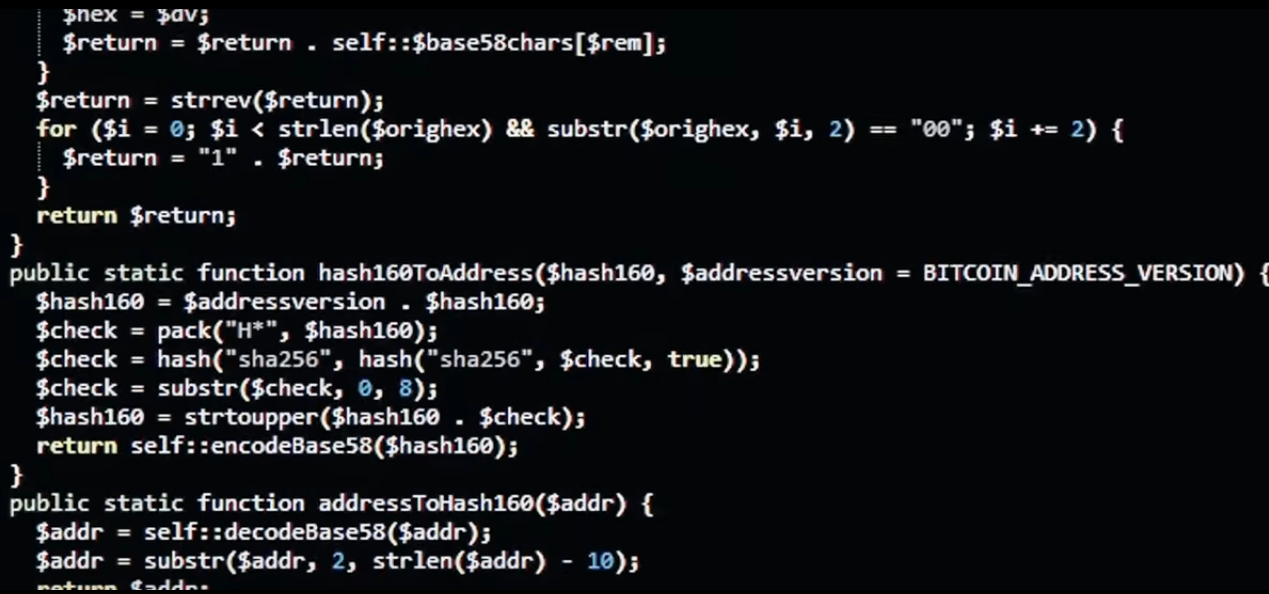 $hex = $dv;
$return = $return . self::$base58chars[$rem];
}
$return = strrev($return);
for ($i = 0; $i < strlen($orighex) && substr($orighex, $i, 2) == "00"; $i += 2) {
$return = "1" . $return;
}
return $return;
}
public static function hash160ToAddress($hash160, $addressversion = BITCOIN_ADDRESS_VERSION) {
$hash160 = $addressversion . $hash160;
$check = pack("H*", $hash160);
$check = hash("sha256", hash("sha256", $check, true));
$check = substr($check, 0, 8);
$hash160 = strtoupper($hash160 . $check);
return self::encodeBase58($hash160);
}
public static function addressToHash160($addr) {
$addr = self::decodeBase58($addr);
$addr = substr($addr, 2, strlen($addr) - 10);
return $addr;